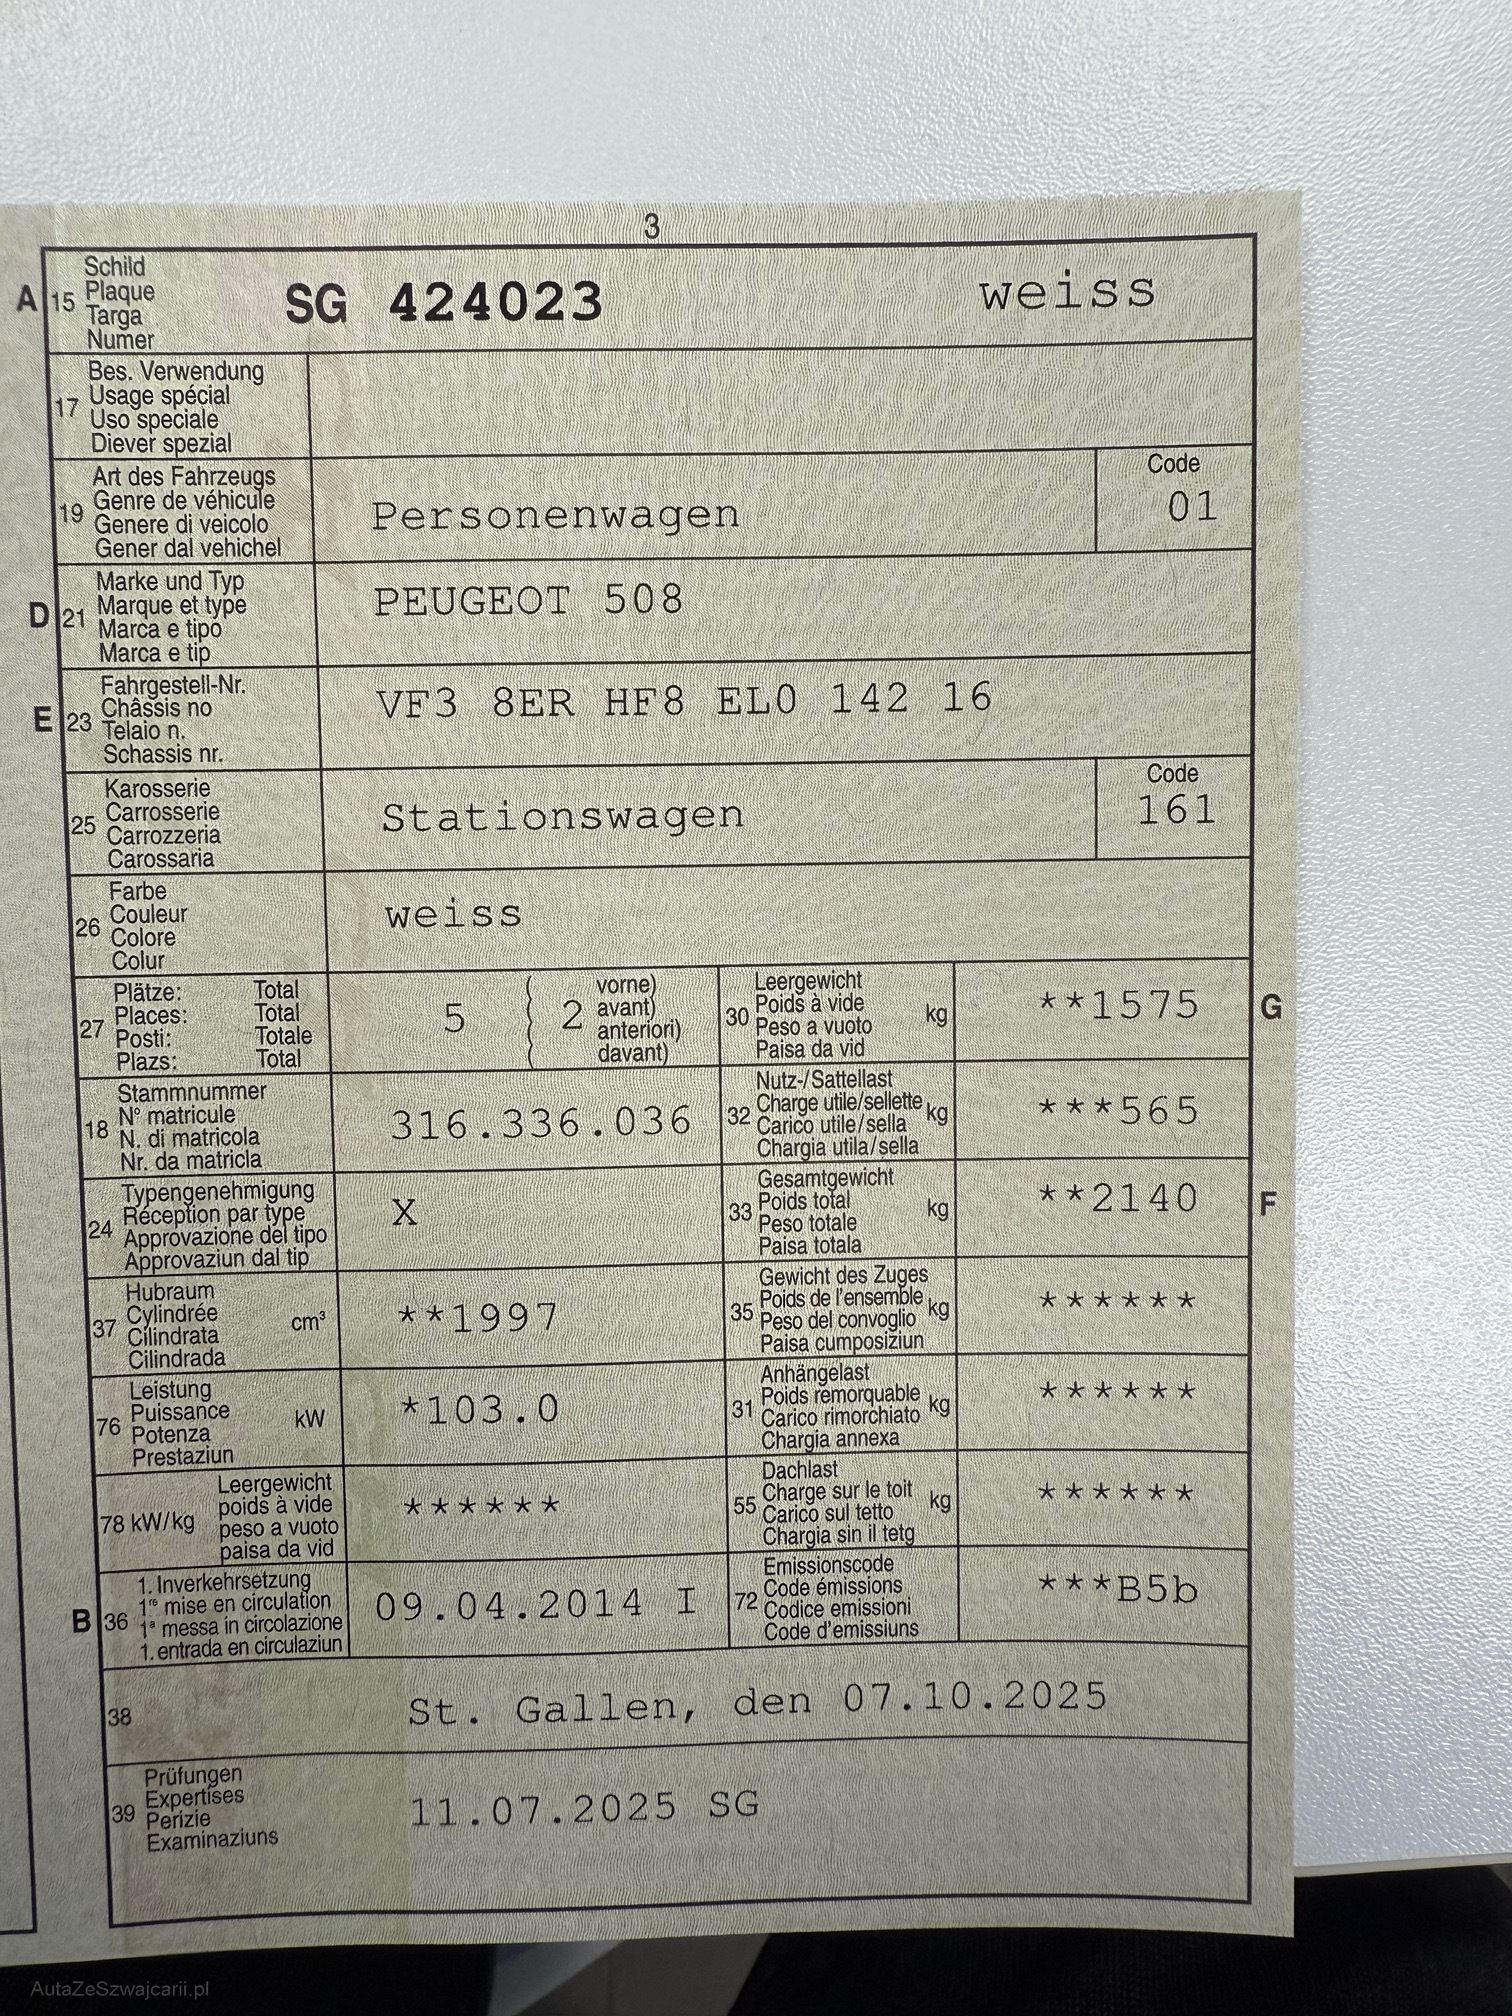 3
A 15 Schild Plaque Targa Numer SG 424023 weiss
17 Bes. Verwendung
Usage spécial
Uso speciale
Diever spezial
19 Art des Fahrzeugs
Genre de véhicule
Genere di veicolo
Gener dal vehichel
Personenwagen
Code
01
D 21 Marke und Typ
Marque et type
Marca e tipo
Marca e tip
PEUGEOT 508
E 23 Fahrgestell-Nr.
Châssis no
Telaio n.
Schassis nr.
VF3 8ER HF8 EL0 142 16
25 Karosserie
Carrosserie
Carrozzeria
Carossaria
Stationswagen
Code
161
26 Farbe
Couleur
Colore
Colur
weiss
27 Plätze: Total
Places: Total
Posti: Totale
Plazs: Total
5 ( 2 vorne)
avant)
anteriori)
davant)
30 Leergewicht
Poids à vide
Peso a vuoto
Paisa da vid
kg
**1575 G
18 Stammnummer
N° matricule
N. di matricola
Nr. da matricla
316.336.036
32 Nutz-/Sattellast
Charge utile/sellette
Carico utile/sella
Chargia utila/sella
kg
***565
24 Typengenehmigung
Réception par type
Approvazione del tipo
Approvaziun dal tip
X
33 Gesamtgewicht
Poids total
Peso totale
Paisa totala
kg
**2140 F
37 Hubraum
Cylindrée
Cilindrata
Cilindrada
cm³
**1997
35 Gewicht des Zuges
Poids de l'ensemble
Peso del convoglio
Paisa cumposiziun
kg
******
76 Leistung
Puissance
Potenza
Prestaziun
kW
*103.0
31 Anhängelast
Poids remorquable
Carico rimorchiato
Chargia annexa
kg
******
78 kW/kg Leergewicht
poids à vide
peso a vuoto
paisa da vid
******
55 Dachlast
Charge sur le toit
Carico sul tetto
Chargia sin il tetg
kg
******
B 36 1. Inverkehrsetzung
1re mise en circulation
1a messa in circolazione
1. entrada en circulaziun
09.04.2014 I
72 Emissionscode
Code émissions
Codice emissioni
Code d'emissiuns
***B5b
38 St. Gallen, den 07.10.2025
39 Prüfungen
Expertises
Perizie
Examinaziuns
11.07.2025 SG
AutaZeSzwajcarii.pl